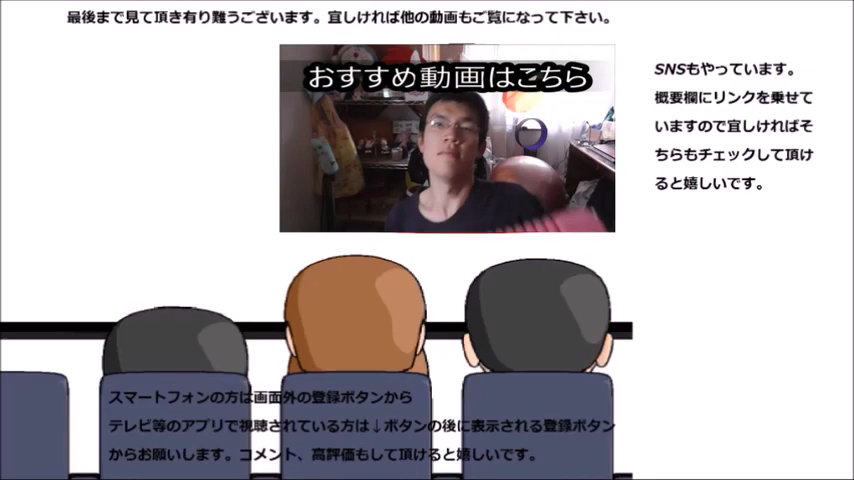 最後まで見て頂き有り難うございます。宜しければ他の動画もご覧になって下さい。
おすすめ動画はこちら
SNSもやっています。
概要欄にリンクを乗せて
いますので宜しければそ
ちらもチェックして頂け
ると嬉しいです。
スマートフォンの方は画面外の登録ボタンから
テレビ等のアプリで視聴されている方は↓ボタンの後に表示される登録ボタン
からお願いします。コメント、高評価もして頂けると嬉しいです。